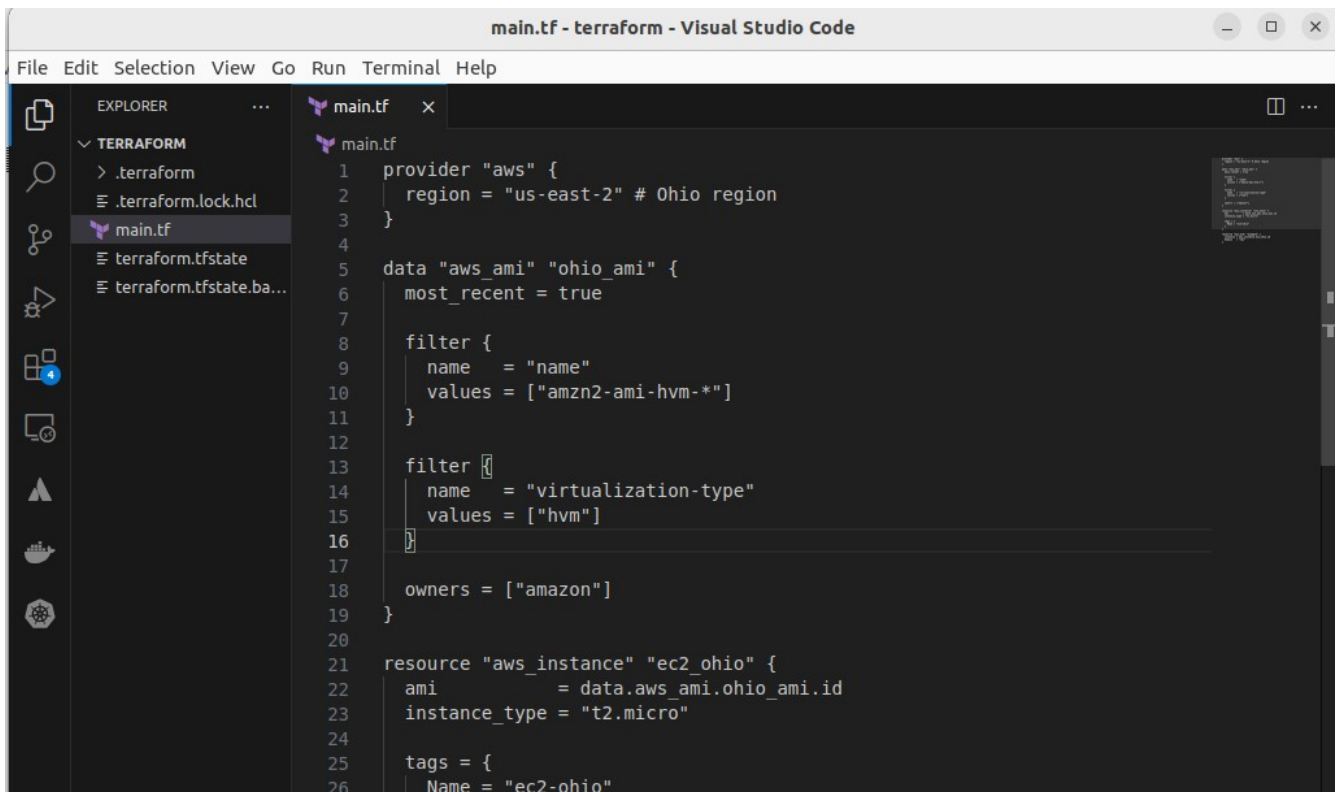 main.tf - terraform - Visual Studio Code
File Edit Selection View Go Run Terminal Help
EXPLORER ...
TERRAFORM
.terraform
.terraform.lock.hcl
main.tf
terraform.tfstate
terraform.tfstate.ba...
4
main.tf
main.tf
1 provider "aws" {
2   region = "us-east-2" # Ohio region
3 }
4
5 data "aws_ami" "ohio_ami" {
6   most_recent = true
7
8   filter {
9     name   = "name"
10     values = ["amzn2-ami-hvm-*"]
11   }
12
13   filter {
14     name   = "virtualization-type"
15     values = ["hvm"]
16   }
17
18   owners = ["amazon"]
19 }
20
21 resource "aws_instance" "ec2_ohio" {
22   ami           = data.aws_ami.ohio_ami.id
23   instance_type = "t2.micro"
24
25   tags = {
26     Name = "ec2-ohio"